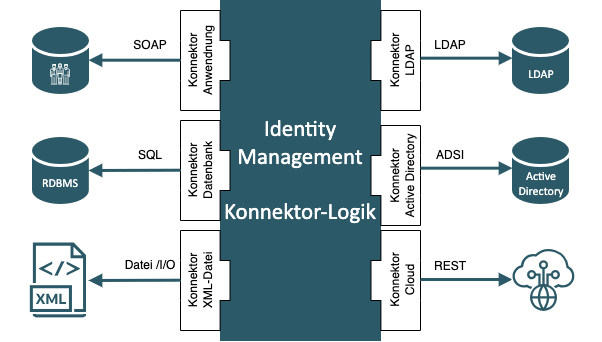 SOAP
Konnektor
Anwendnung
Konnektor
LDAP
LDAP
LDAP
Identity
Management
Konnektor-Logik
SQL
RDBMS
Konnektor
Datenbank
Konnektor
Active Directory
ADSI
Active
Directory
Datei /I/O
XML
Konnektor
XML-Datei
Konnektor
Cloud
REST